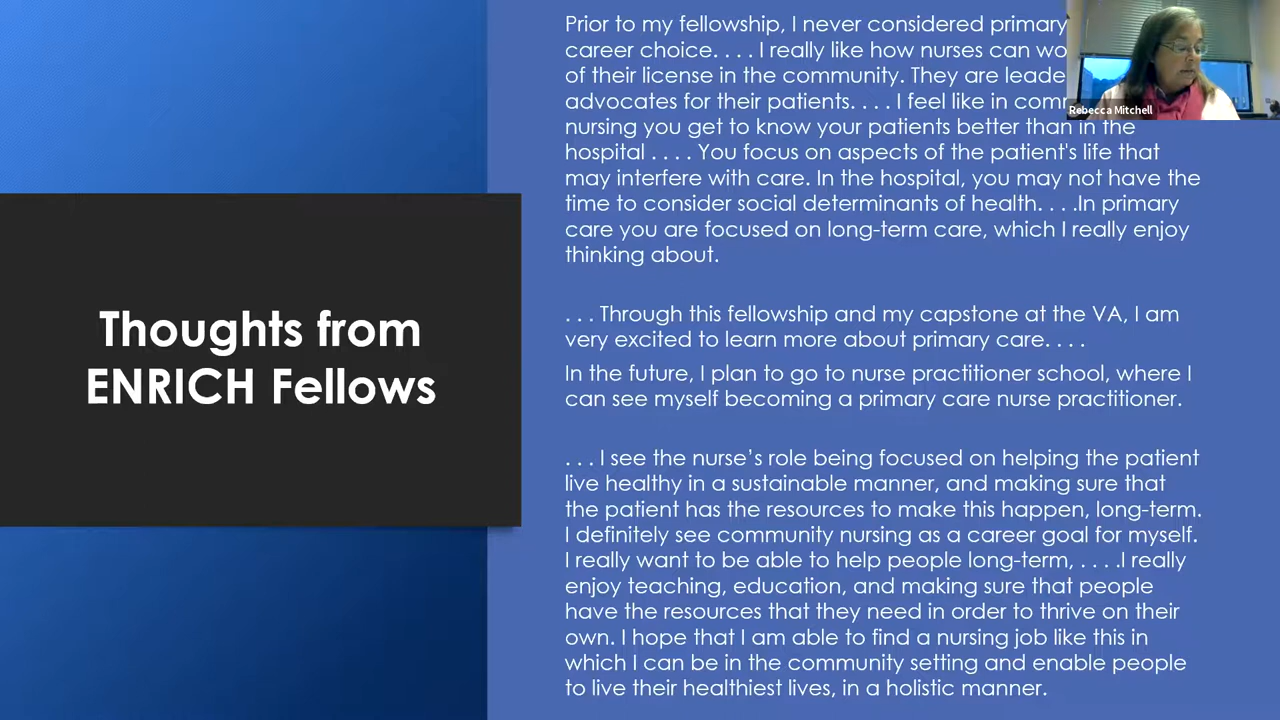 Thoughts from
ENRICH Fellows
Prior to my fellowship, I never considered primary
career choice. . . . I really like how nurses can
of their license in the community. They are
advocates for their patients. . . . I feel like in
nursing you get to know your patients better than in the
hospital . . . . You focus on aspects of the patient's life that
may interfere with care. In the hospital, you may not have the
time to consider social determinants of health. . . .In primary
care you are focused on long-term care, which I really enjoy
thinking about.
. . . Through this fellowship and my capstone at the VA, I am
very excited to learn more about primary care. . . .
In the future, I plan to go to nurse practitioner school, where I
can see myself becoming a primary care nurse practitioner.
. . . I see the nurse’s role being focused on helping the patient
live healthy in a sustainable manner, and making sure that
the patient has the resources to make this happen, long-term.
I definitely see community nursing as a career goal for myself.
I really want to be able to help people long-term, . . . .I really
enjoy teaching, education, and making sure that people
have the resources that they need in order to thrive on their
own. I hope that I am able to find a nursing job like this in
which I can be in the community setting and enable people
to live their healthiest lives, in a holistic manner.
Rebecca Mitchell